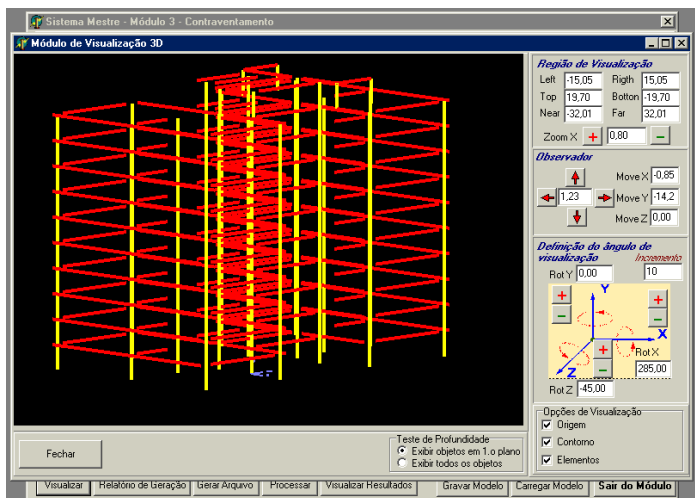 Sistema Mestre - Módulo 3 - Contraventamento
Módulo de Visualização 3D
Região de Visualização
Left -15,05 Rigth 15,05
Top 19,70 Botton -19,70
Near -32,01 Far 32,01
Zoom X + 0,80 −
Observador
Move X -0,85
1,23 Move Y -14,2
Move Z 0,00
Definição do ângulo de
visualização Incremento
Rot Y 0,00 10
Y
+ +
− −
X
+
Z − Rot X
285,00
Rot Z -45,00
Opções de Visualização
Origem
Contorno
Elementos
Teste de Profundidade
Exibir objetos em 1.o plano
Exibir todos os objetos
Fechar
Visualizar Relatório de Geração Gerar Arquivo Processar Visualizar Resultados Gravar Modelo Carregar Modelo Sair do Módulo